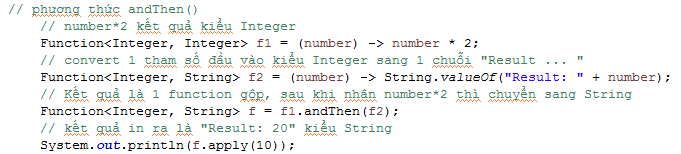 // phương thức andThen()
// number*2 kết quả kiểu Integer
Function<Integer, Integer> f1 = (number) -> number * 2;
// convert 1 tham số đầu vào kiểu Integer sang 1 chuỗi "Result ... "
Function<Integer, String> f2 = (number) -> String.valueOf("Result: " + number);
// Kết quả là 1 function gộp, sau khi nhân number*2 thì chuyển sang String
Function<Integer, String> f = f1.andThen(f2);
// kết quả in ra là "Result: 20" kiểu String
System.out.println(f.apply(10));